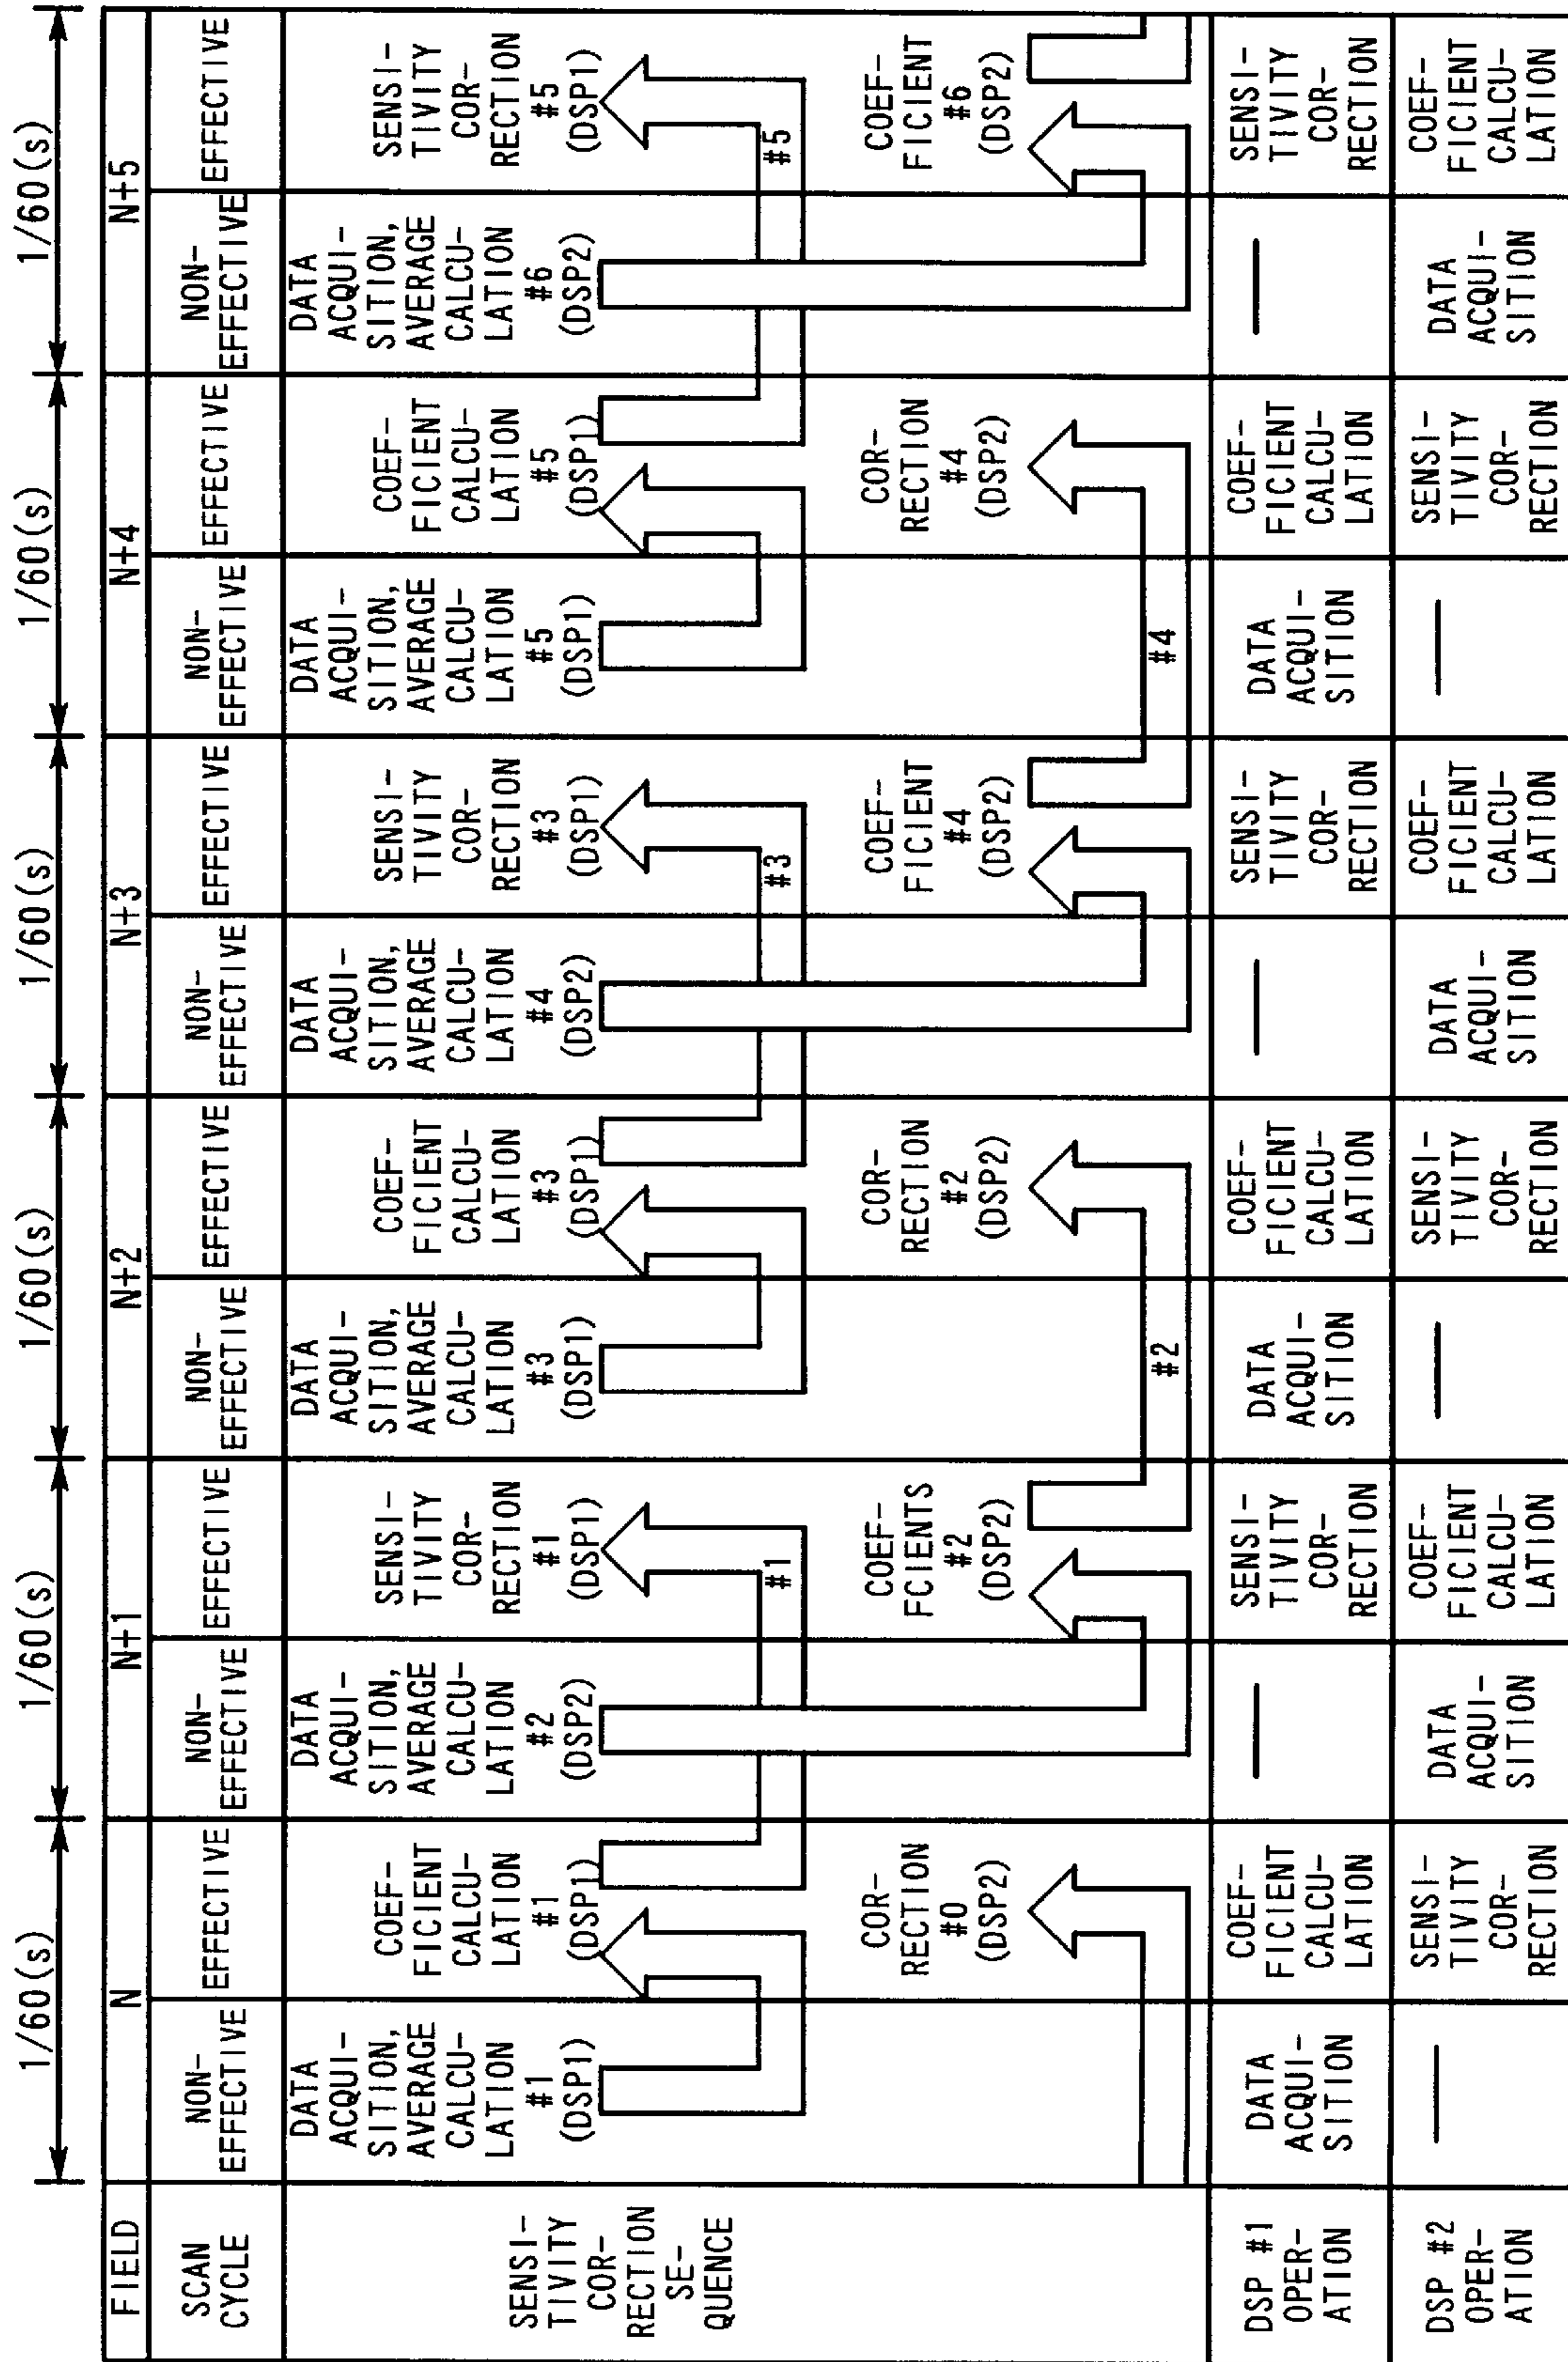 1/60(s)
1/60(s)
1/60(s)
1/60(s)
1/60(s)
1/60(s)
FIELD
N
N+1
N+2
N+3
N+4
N+5
SCAN
CYCLE
NON-
EFFECTIVE
EFFECTIVE
NON-
EFFECTIVE
EFFECTIVE
NON-
EFFECTIVE
EFFECTIVE
NON-
EFFECTIVE
EFFECTIVE
NON-
EFFECTIVE
EFFECTIVE
NON-
EFFECTIVE
EFFECTIVE
SENSI-
TIVITY
COR-
RECTION
SE-
QUENCE
DATA
ACQUI-
SITION,
AVERAGE
CALCU-
LATION
#1
(DSP1)
COEF-
FICIENT
CALCU-
LATION
#1
(DSP1)
DATA
ACQUI-
SITION,
AVERAGE
CALCU-
LATION
#2
(DSP2)
SENSI-
TIVITY
COR-
RECTION
#1
(DSP1)
DATA
ACQUI-
SITION,
AVERAGE
CALCU-
LATION
#3
(DSP1)
COEF-
FICIENT
CALCU-
LATION
#3
(DSP1)
DATA
ACQUI-
SITION,
AVERAGE
CALCU-
LATION
#4
(DSP2)
SENSI-
TIVITY
COR-
RECTION
#3
(DSP1)
DATA
ACQUI-
SITION,
AVERAGE
CALCU-
LATION
#5
(DSP1)
COEF-
FICIENT
CALCU-
LATION
#5
(DSP1)
DATA
ACQUI-
SITION,
AVERAGE
CALCU-
LATION
#6
(DSP2)
SENSI-
TIVITY
COR-
RECTION
#5
(DSP1)
#1
#3
#5
COR-
RECTION
#0
(DSP2)
COEF-
FCIENTS
#2
(DSP2)
COR-
RECTION
#2
(DSP2)
COEF-
FICIENT
#4
(DSP2)
COR-
RECTION
#4
(DSP2)
COEF-
FICIENT
#6
(DSP2)
#2
#4
DSP #1
OPER-
ATION
DATA
ACQUI-
SITION
COEF-
FICIENT
CALCU-
LATION
—
SENSI-
TIVITY
COR-
RECTION
DATA
ACQUI-
SITION
COEF-
FICIENT
CALCU-
LATION
—
SENSI-
TIVITY
COR-
RECTION
DATA
ACQUI-
SITION
COEF-
FICIENT
CALCU-
LATION
—
SENSI-
TIVITY
COR-
RECTION
DSP #2
OPER-
ATION
—
SENSI-
TIVITY
COR-
RECTION
DATA
ACQUI-
SITION
COEF-
FICIENT
CALCU-
LATION
—
SENSI-
TIVITY
COR-
RECTION
DATA
ACQUI-
SITION
COEF-
FICIENT
CALCU-
LATION
—
SENSI-
TIVITY
COR-
RECTION
DATA
ACQUI-
SITION
COEF-
FICIENT
CALCU-
LATION